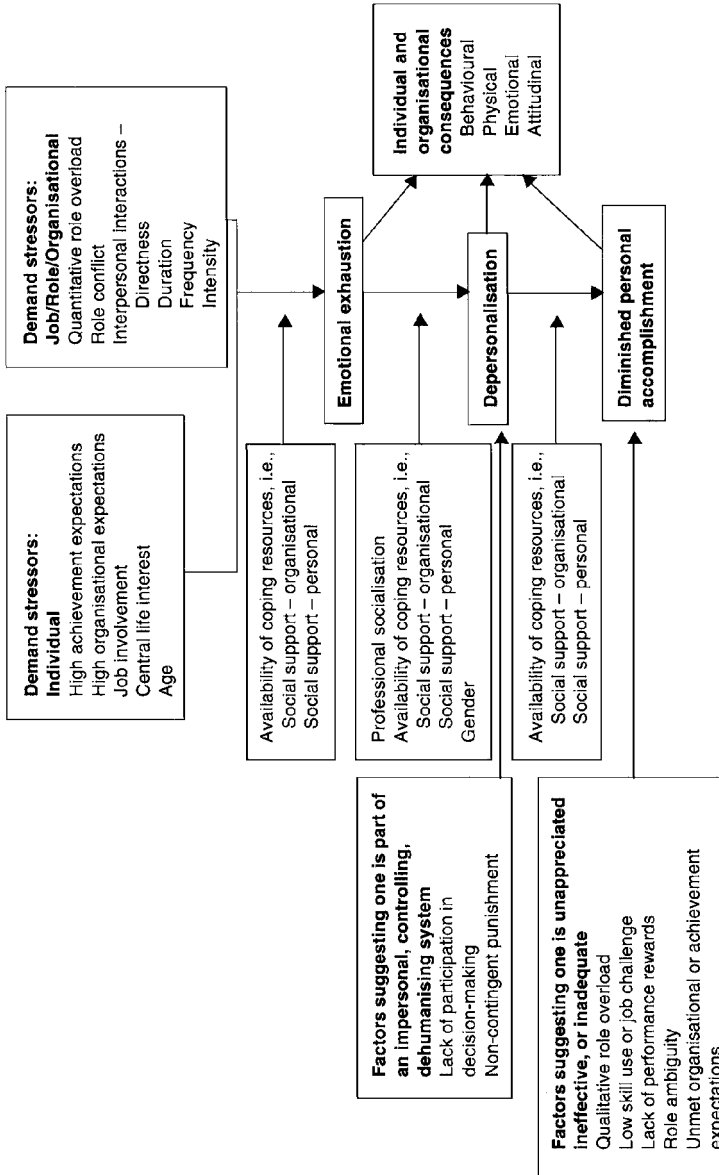 Demand stressors:
Individual
High achievement expectations
High organisational expectations
Job involvement
Central life interest
Age
Demand stressors:
Job/Role/Organisational
Quantitative role overload
Role conflict
Interpersonal interactions –
Directness
Duration
Frequency
Intensity
Availability of coping resources, i.e.,
Social support – organisational
Social support – personal
Emotional exhaustion
Professional socialisation
Availability of coping resources, i.e.,
Social support – organisational
Social support – personal
Gender
Factors suggesting one is part of
an impersonal, controlling,
dehumanising system
Lack of participation in
decision-making
Non-contingent punishment
Depersonalisation
Individual and
organisational
consequences
Behavioural
Physical
Emotional
Attitudinal
Availability of coping resources, i.e.,
Social support – organisational
Social support – personal
Factors suggesting one is unappreciated
ineffective, or inadequate
Qualitative role overload
Low skill use or job challenge
Lack of performance rewards
Role ambiguity
Unmet organisational or achievement
expectations
Diminished personal
accomplishment